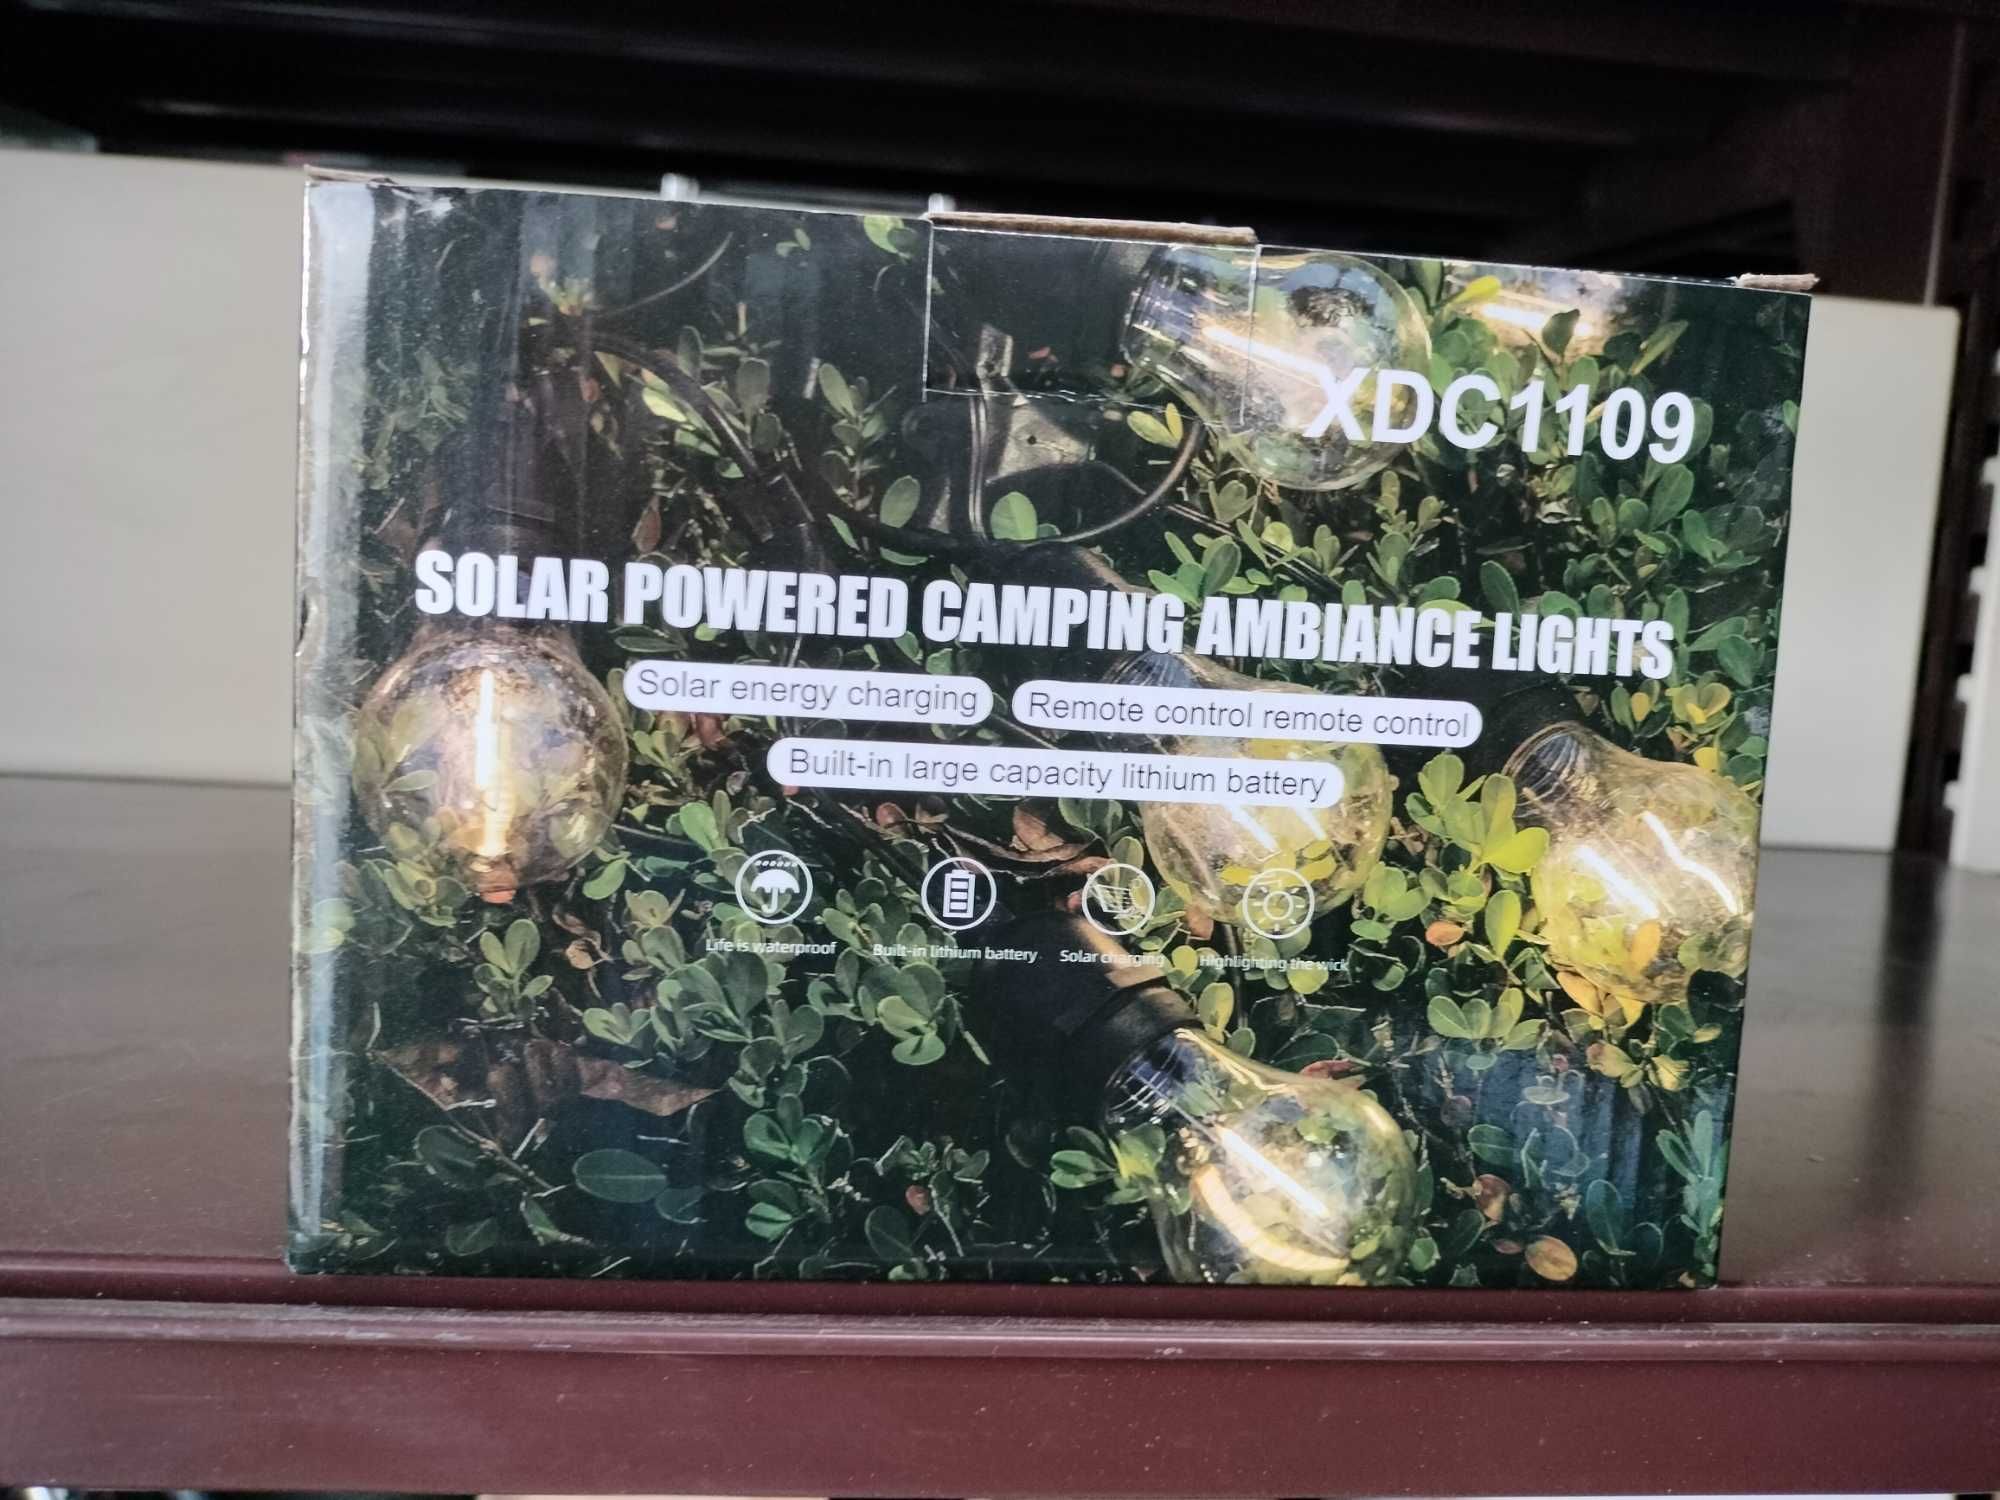 XDC1109
SOLAR POWERED CAMPING AMBIANCE LIGHTS
Solar energy charging
Remote control remote control
Built-in large capacity lithium battery
Life is waterproof
Built-in lithium battery
Solar charging
Highlighting the wick